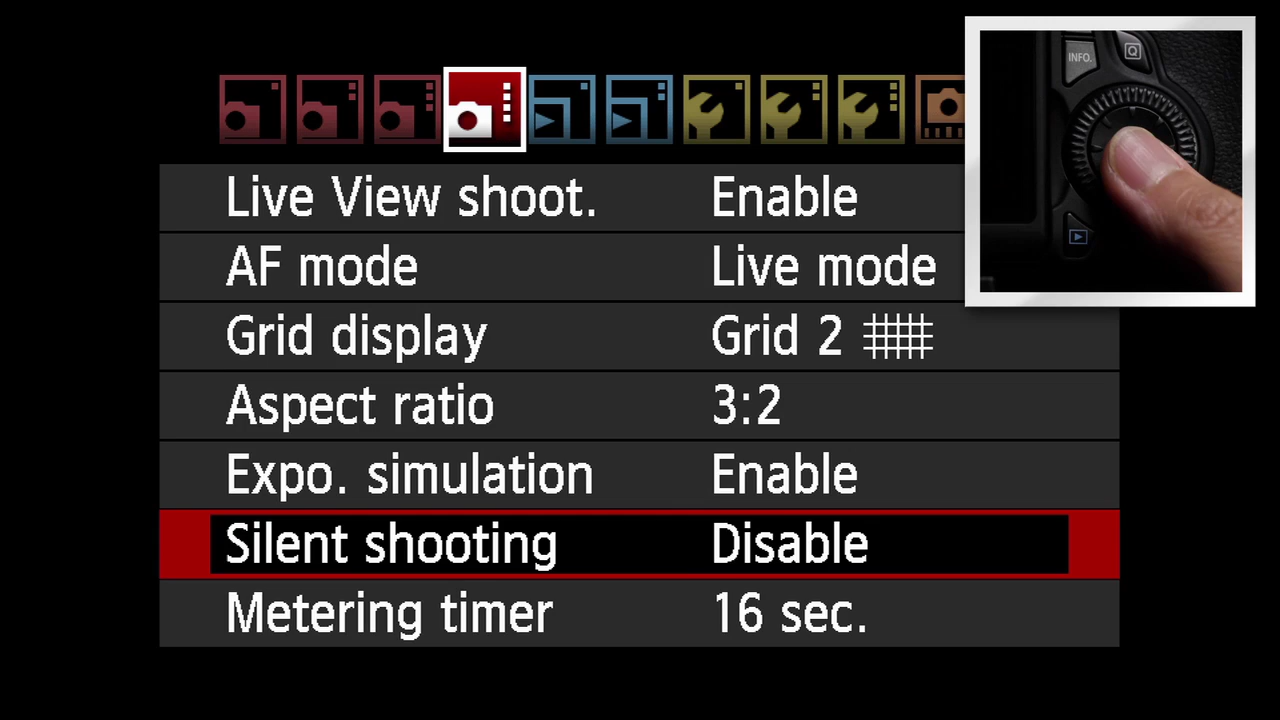 INFO.
Q
Live View shoot. Enable
AF mode Live mode
Grid display Grid 2
Aspect ratio 3:2
Expo. simulation Enable
Silent shooting Disable
Metering timer 16 sec.